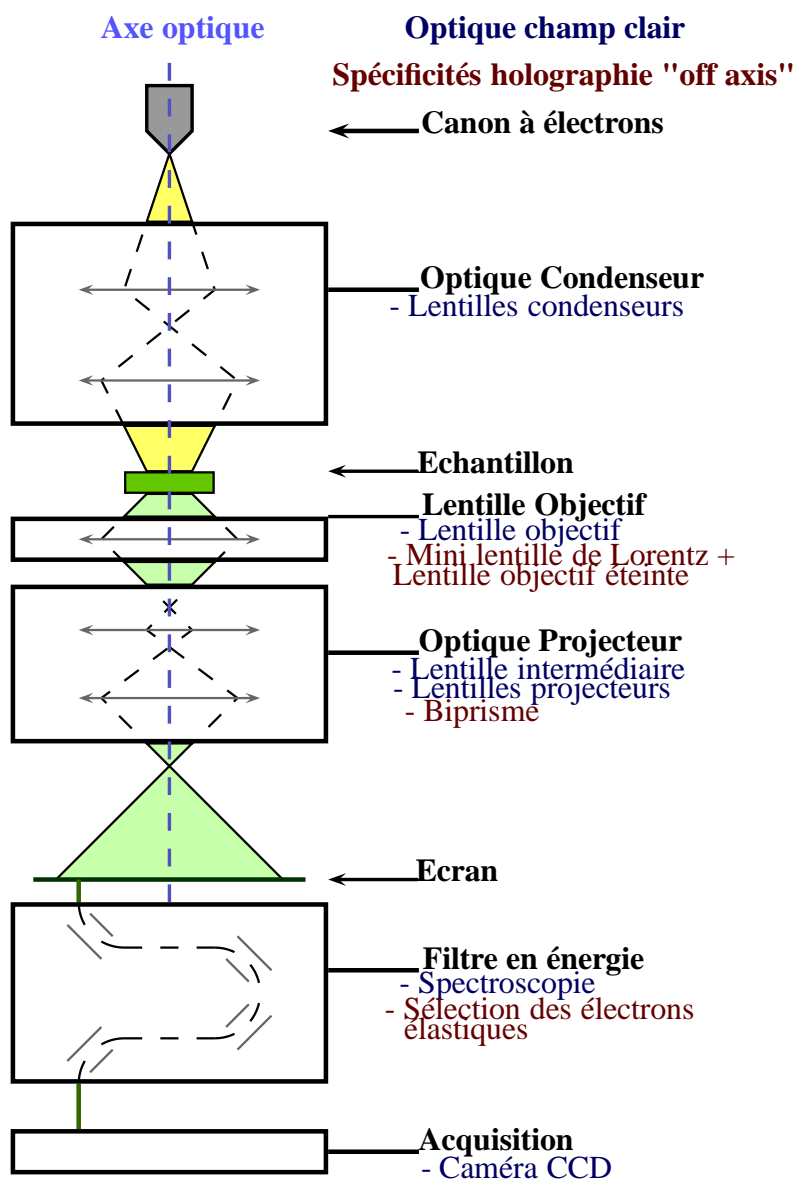 Axe optique
Optique champ clair
Spécificités holographie "off axis"
Canon à électrons
Optique Condenseur
- Lentilles condenseurs
Echantillon
Lentille Objectif
- Lentille objectif
- Mini lentille de Lorentz +
Lentille objectif éteinte
Optique Projecteur
- Lentille intermédiaire
- Lentilles projecteurs
- Biprisme
Ecran
Filtre en énergie
- Spectroscopie
- Sélection des électrons
élastiques
Acquisition
- Caméra CCD